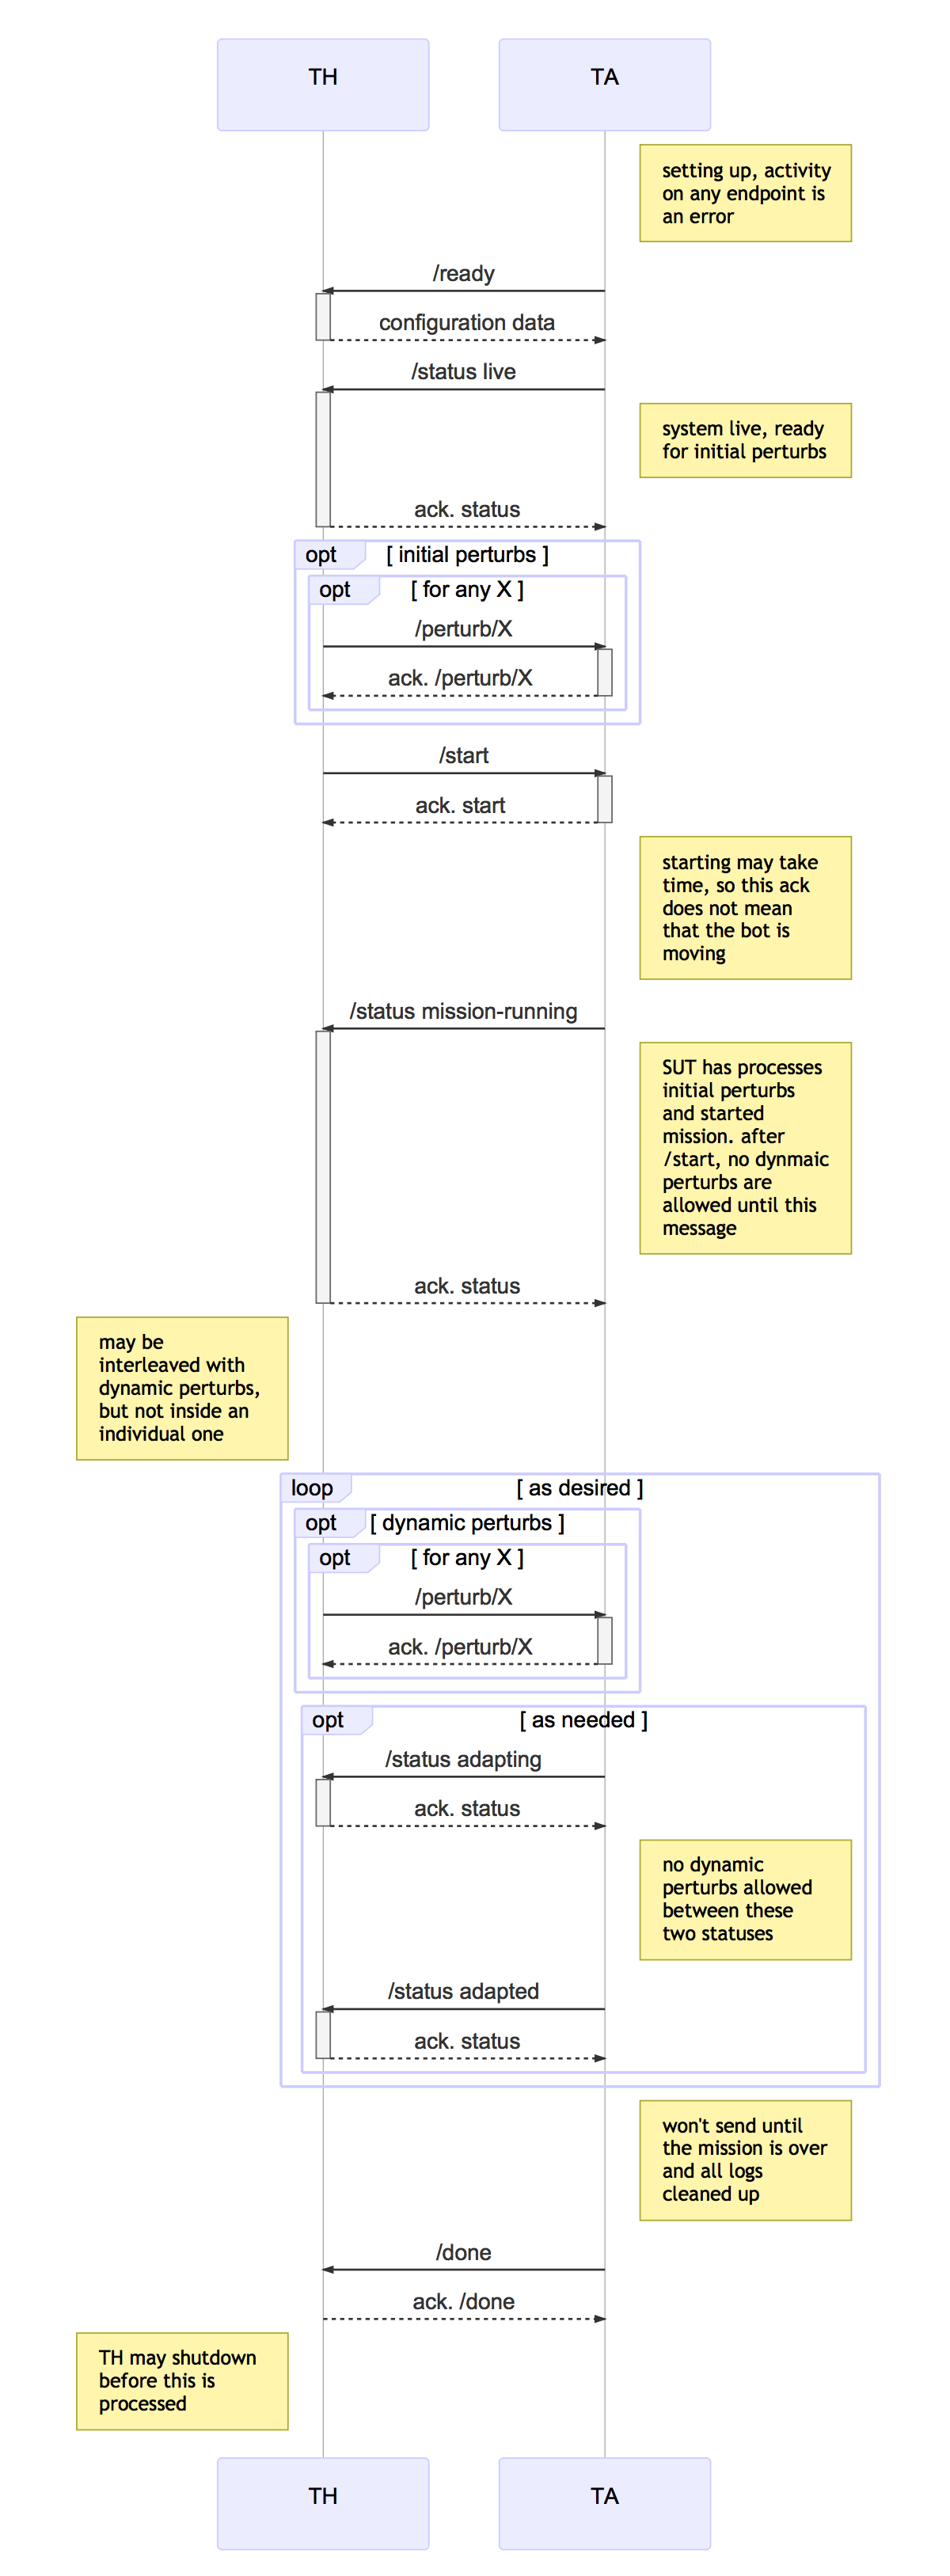 TH
TA
setting up, activity
on any endpoint is
an error
/ready
configuration data
/status live
system live, ready
for initial perturbs
ack. status
opt
[ initial perturbs ]
opt
[ for any X ]
/perturb/X
ack. /perturb/X
/start
ack. start
starting may take
time, so this ack
does not mean
that the bot is
moving
/status mission-running
SUT has processes
initial perturbs
and started
mission. after
/start, no dynmaic
perturbs are
allowed until this
message
ack. status
may be
interleaved with
dynamic perturbs,
but not inside an
individual one
loop
[ as desired ]
opt
[ dynamic perturbs ]
opt
[ for any X ]
/perturb/X
ack. /perturb/X
opt
[ as needed ]
/status adapting
ack. status
no dynamic
perturbs allowed
between these
two statuses
/status adapted
ack. status
won't send until
the mission is over
and all logs
cleaned up
/done
ack. /done
TH may shutdown
before this is
processed
TH
TA